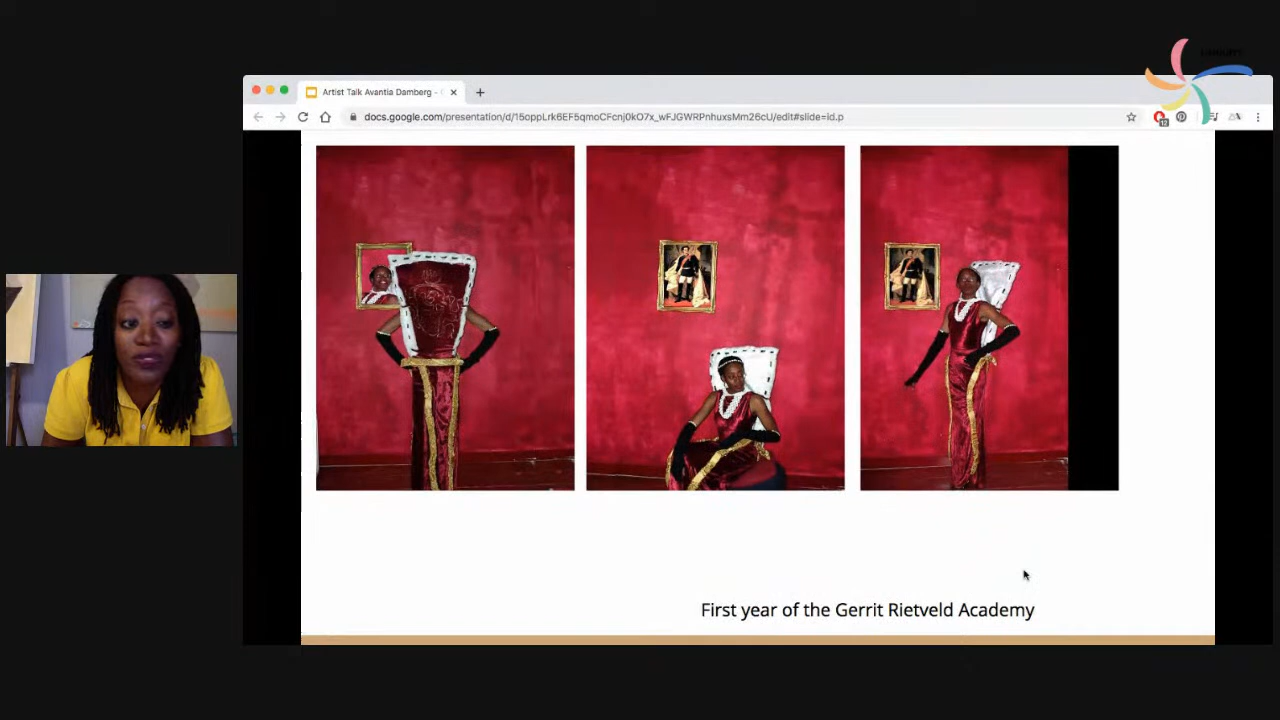 Artist Talk Avantia Damberg -
docs.google.com/presentation/d/15oppLrk6EF5qmoCFcnj0kO7x_wFJGWRPnhuxsMm26cU/edit#slide=id.p
12
First year of the Gerrit Rietveld Academy